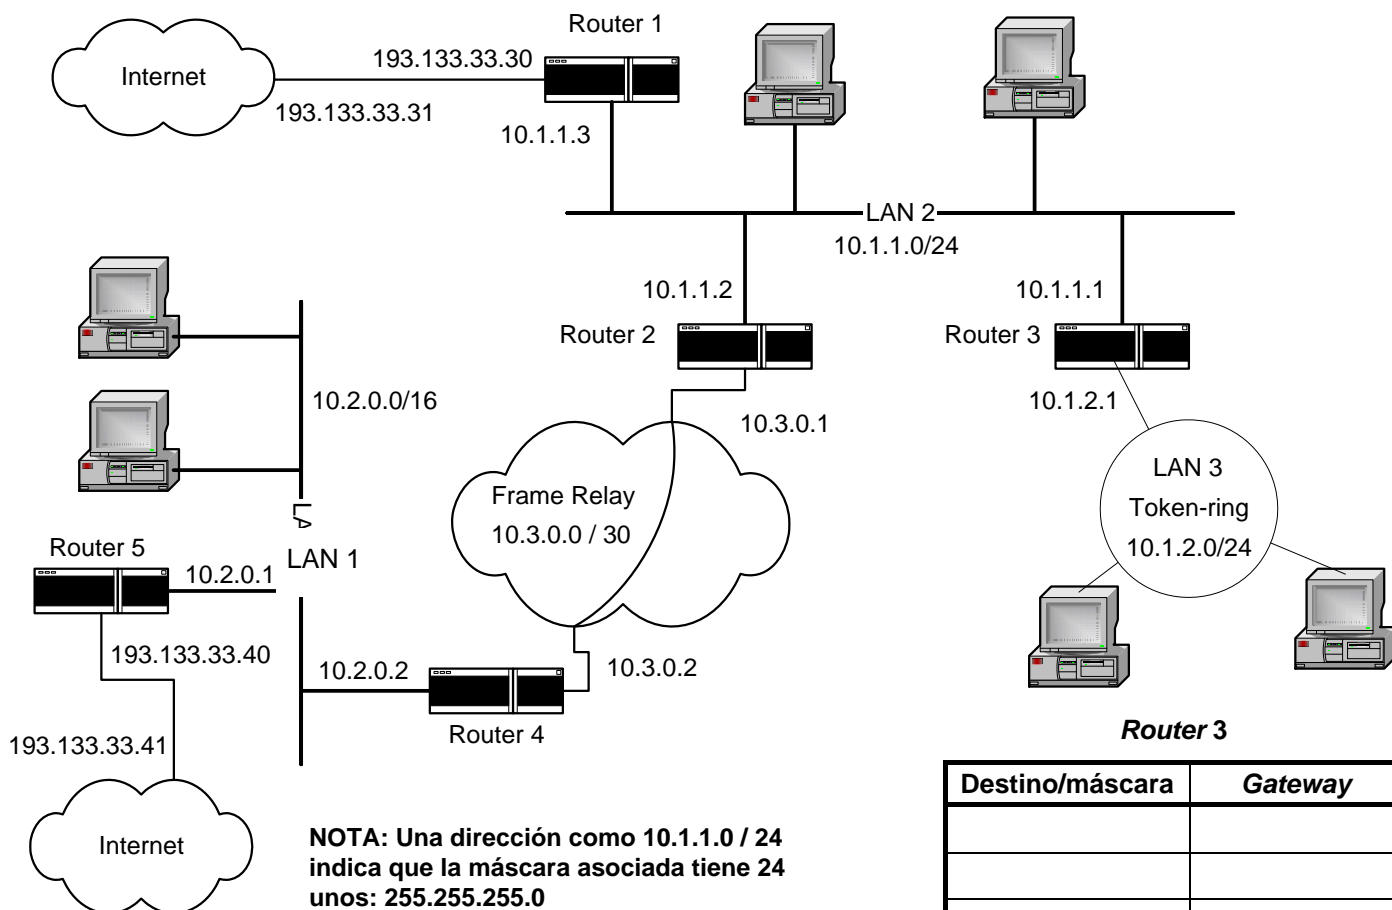 Router 1
Internet
193.133.33.30
193.133.33.31
10.1.1.3
LAN 2
10.1.1.0/24
10.1.1.2
10.1.1.1
Router 2
Router 3
10.2.0.0/16
10.3.0.1
10.1.2.1
LAN 3
Token-ring
10.1.2.0/24
Frame Relay
10.3.0.0 / 30
LA
LAN 1
Router 5
10.2.0.1
193.133.33.40
10.2.0.2
10.3.0.2
Router 4
193.133.33.41
Internet
NOTA: Una dirección como 10.1.1.0 / 24
indica que la máscara asociada tiene 24
unos: 255.255.255.0
Router 3
Destino/máscara Gateway